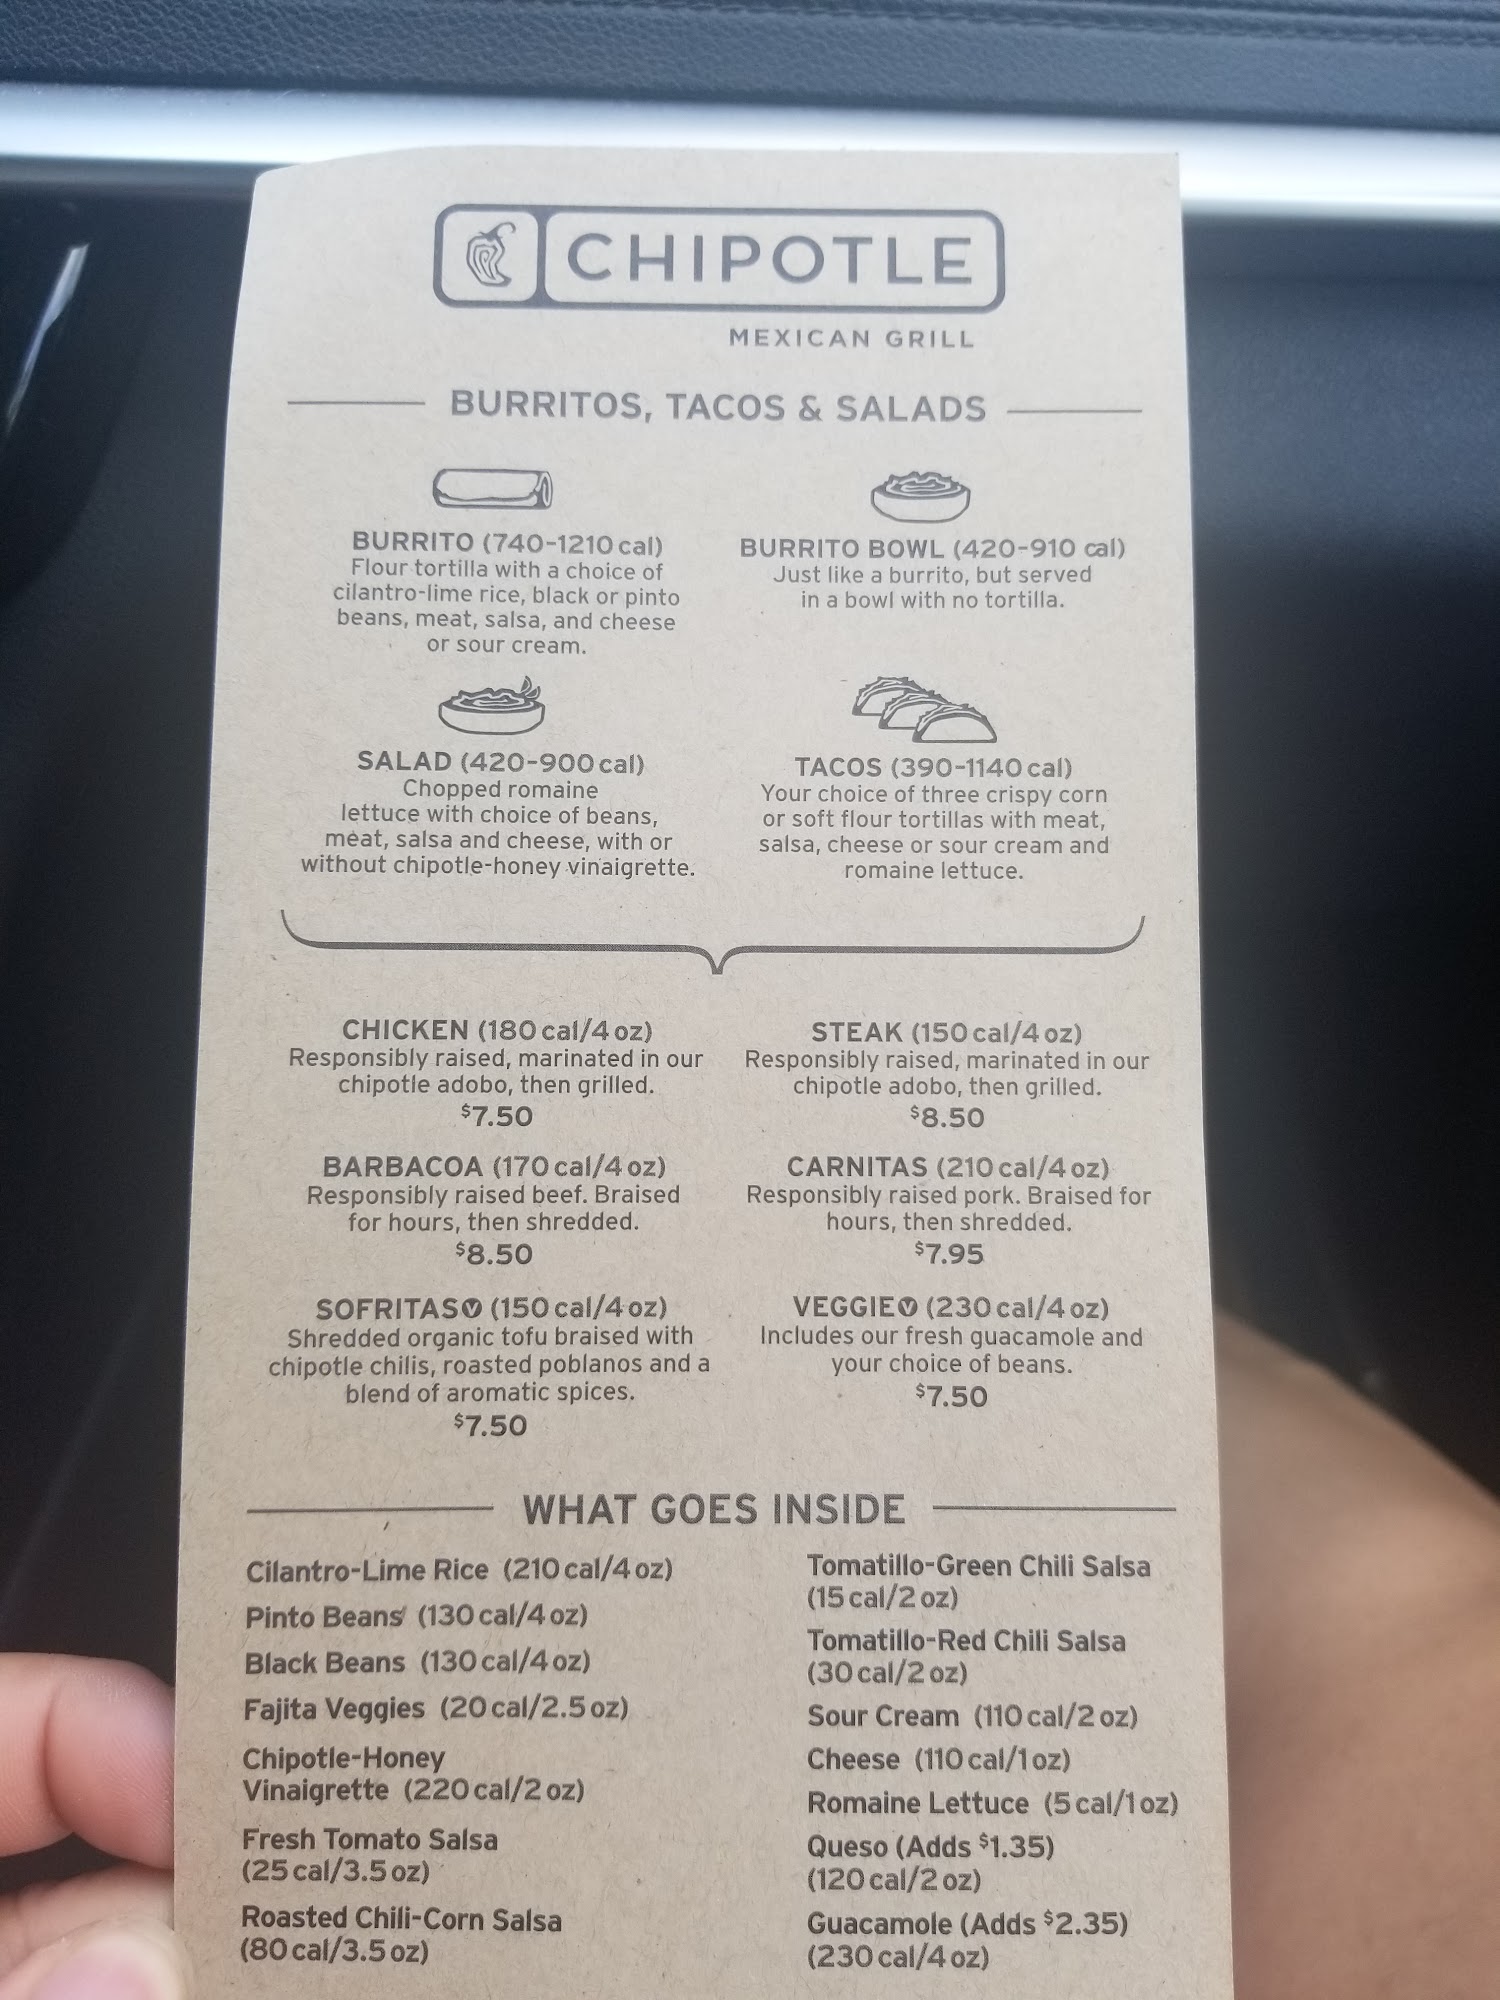 CHIPOTLE
MEXICAN GRILL
BURRITOS, TACOS & SALADS
BURRITO (740-1210 cal)
Flour tortilla with a choice of
cilantro-lime rice, black or pinto
beans, meat, salsa, and cheese
or sour cream.
BURRITO BOWL (420-910 cal)
Just like a burrito, but served
in a bowl with no tortilla.
SALAD (420-900 cal)
Chopped romaine
lettuce with choice of beans,
meat, salsa and cheese, with or
without chipotle-honey vinaigrette.
TACOS (390-1140 cal)
Your choice of three crispy corn
or soft flour tortillas with meat,
salsa, cheese or sour cream and
romaine lettuce.
CHICKEN (180 cal/4 oz)
Responsibly raised, marinated in our
chipotle adobo, then grilled.
$7.50
STEAK (150 cal/4 oz)
Responsibly raised, marinated in our
chipotle adobo, then grilled.
$8.50
BARBACOA (170 cal/4 oz)
Responsibly raised beef. Braised
for hours, then shredded.
$8.50
CARNITAS (210 cal/4 oz)
Responsibly raised pork. Braised for
hours, then shredded.
$7.95
SOFRITAS V (150 cal/4 oz)
Shredded organic tofu braised with
chipotle chilis, roasted poblanos and a
blend of aromatic spices.
$7.50
VEGGIE V (230 cal/4 oz)
Includes our fresh guacamole and
your choice of beans.
$7.50
WHAT GOES INSIDE
Cilantro-Lime Rice (210 cal/4 oz)
Pinto Beans (130 cal/4 oz)
Black Beans (130 cal/4 oz)
Fajita Veggies (20 cal/2.5 oz)
Chipotle-Honey
Vinaigrette (220 cal/2 oz)
Fresh Tomato Salsa
(25 cal/3.5 oz)
Roasted Chili-Corn Salsa
(80 cal/3.5 oz)
Tomatillo-Green Chili Salsa
(15 cal/2 oz)
Tomatillo-Red Chili Salsa
(30 cal/2 oz)
Sour Cream (110 cal/2 oz)
Cheese (110 cal/1 oz)
Romaine Lettuce (5 cal/1 oz)
Queso (Adds $1.35)
(120 cal/2 oz)
Guacamole (Adds $2.35)
(230 cal/4 oz)